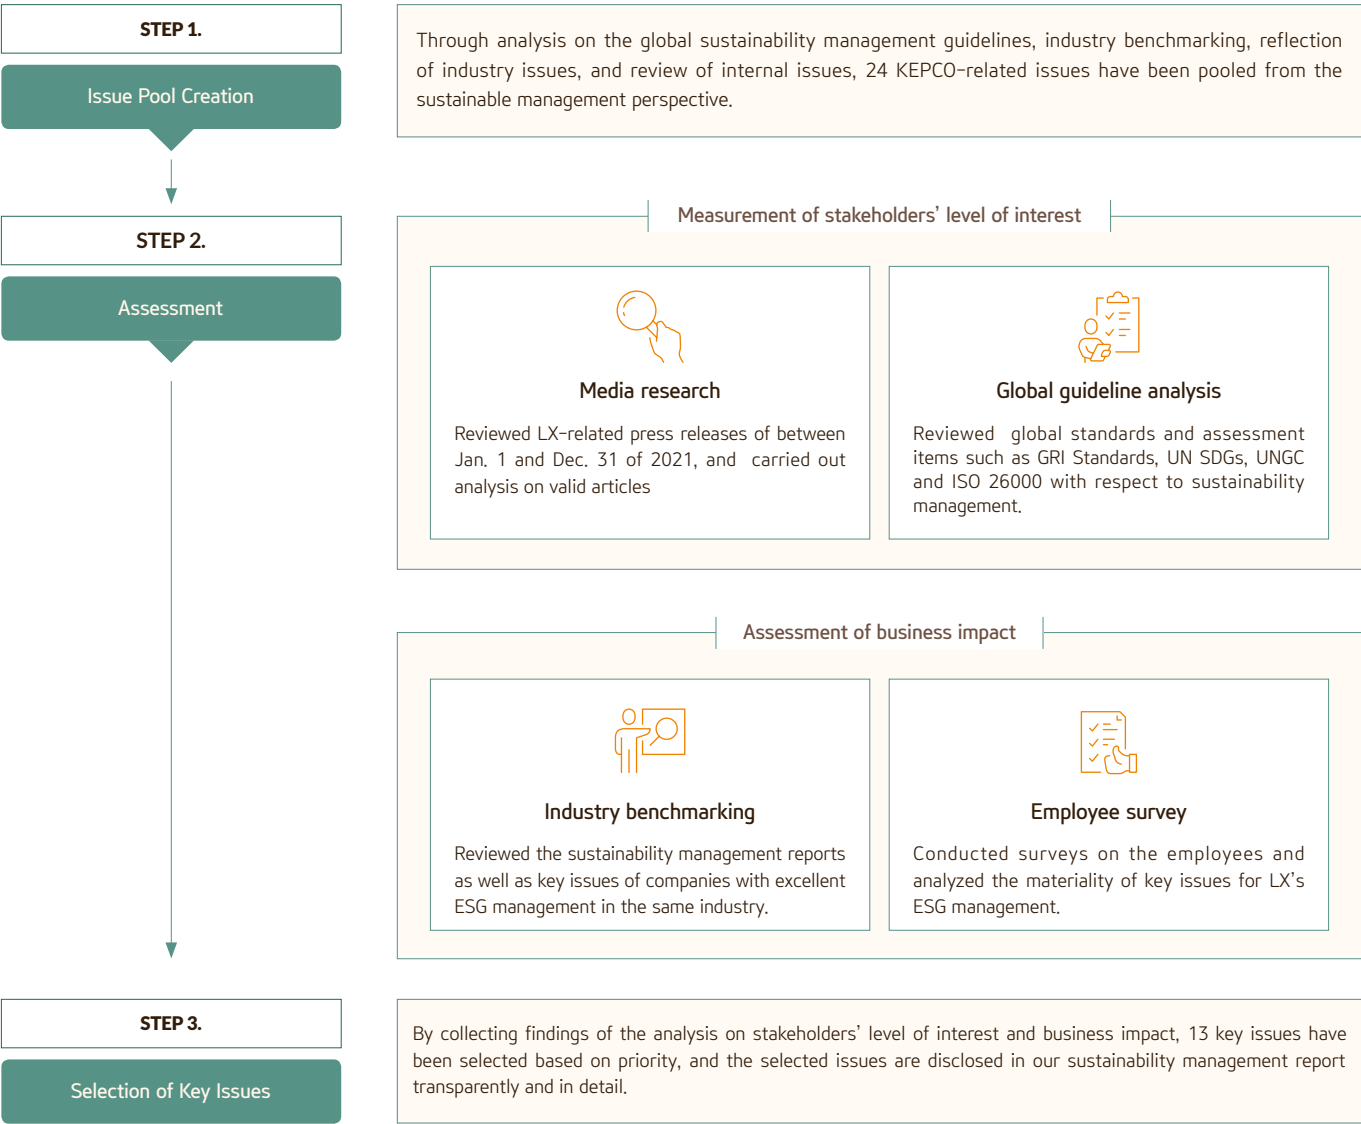 STEP 1.
Issue Pool Creation
Through analysis on the global sustainability management guidelines, industry benchmarking, reflection
of industry issues, and review of internal issues, 24 KEPCO-related issues have been pooled from the
sustainable management perspective.
STEP 2.
Assessment
Measurement of stakeholders’ level of interest
Media research
Reviewed LX-related press releases of between
Jan. 1 and Dec. 31 of 2021, and carried out
analysis on valid articles
Global guideline analysis
Reviewed global standards and assessment
items such as GRI Standards, UN SDGs, UNGC
and ISO 26000 with respect to sustainability
management.
Assessment of business impact
Industry benchmarking
Reviewed the sustainability management reports
as well as key issues of companies with excellent
ESG management in the same industry.
Employee survey
Conducted surveys on the employees and
analyzed the materiality of key issues for LX’s
ESG management.
STEP 3.
Selection of Key Issues
By collecting findings of the analysis on stakeholders’ level of interest and business impact, 13 key issues have
been selected based on priority, and the selected issues are disclosed in our sustainability management report
transparently and in detail.